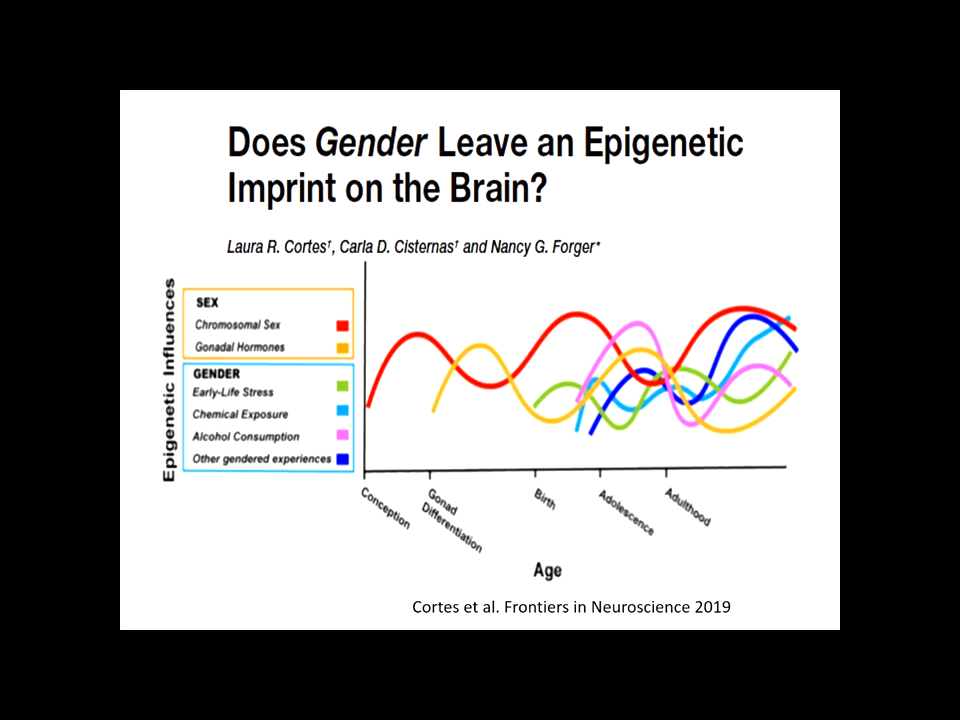 Does Gender Leave an Epigenetic
Imprint on the Brain?
Laura R. Cortes†, Carla D. Cisternas† and Nancy G. Forger*
Epigenetic Influences
SEX
Chromosomal Sex
Gonadal Hormones
GENDER
Early-Life Stress
Chemical Exposure
Alcohol Consumption
Other gendered experiences
Conception
Gonad
Differentiation
Birth
Adolescence
Adulthood
Age
Cortes et al. Frontiers in Neuroscience 2019